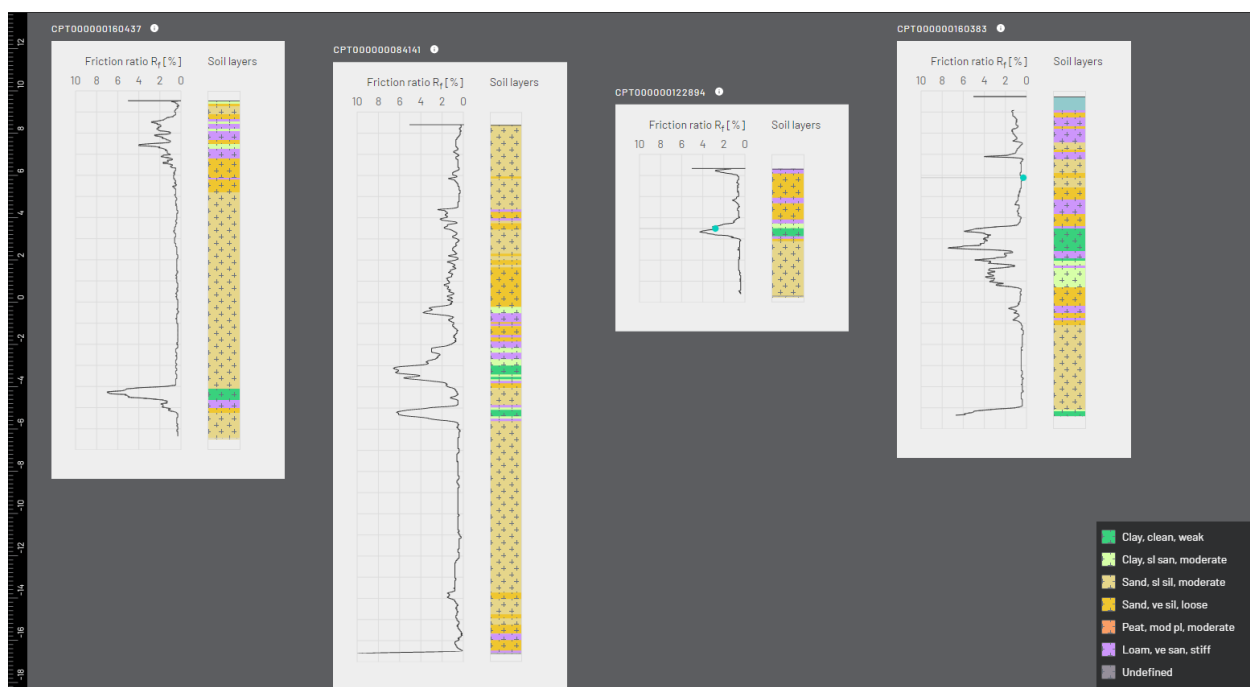 CPT000000160437
Friction ratio Rf [%] Soil layers
10 8 6 4 2 0
CPT000000084141
Friction ratio Rf [%] Soil layers
10 8 6 4 2 0
CPT000000122894
Friction ratio Rf [%] Soil layers
10 8 6 4 2 0
CPT000000160383
Friction ratio Rf [%] Soil layers
10 8 6 4 2 0
12
10
8
6
4
2
0
-2
-4
-6
-8
-10
-12
-14
-16
-18
Clay, clean, weak
Clay, sl san, moderate
Sand, sl sil, moderate
Sand, ve sil, loose
Peat, mod pl, moderate
Loam, ve san, stiff
Undefined